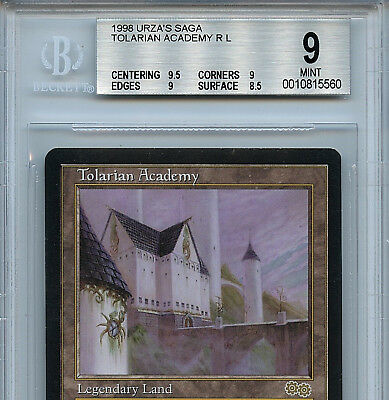 1998 URZA'S SAGA
TOLARIAN ACADEMY R L
CENTERING 9.5 CORNERS 9
EDGES 9 SURFACE 8.5
9
MINT
0010815560
B
BECKETT
Tolarian Academy
Legendary Land